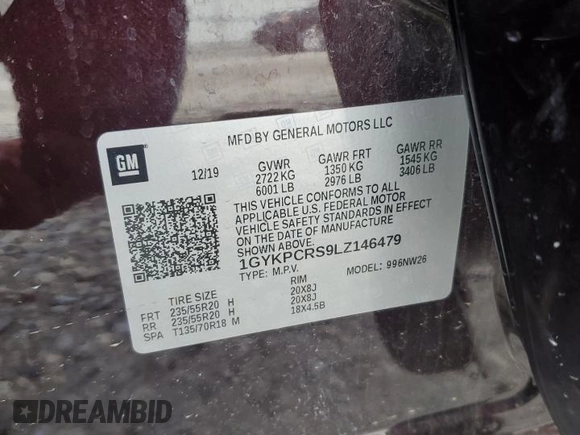 MFD BY GENERAL MOTORS LLC
GM
12/19
GVWR GAWR FRT GAWR RR
2722 KG 1350 KG 1545 KG
6001 LB 2976 LB 3406 LB
THIS VEHICLE CONFORMS TO ALL
APPLICABLE U.S. FEDERAL MOTOR
VEHICLE SAFETY STANDARDS IN EFFECT
ON THE DATE OF MANUFACTURE
SHOWN ABOVE.
1GYKPCRS9LZ146479
TYPE: M.P.V. MODEL: 996NW26
TIRE SIZE RIM
FRT 235/55R20 H 20X8J
RR 235/55R20 H 20X8J
SPA T135/70R18 M 18X4.5B
DREAMBID